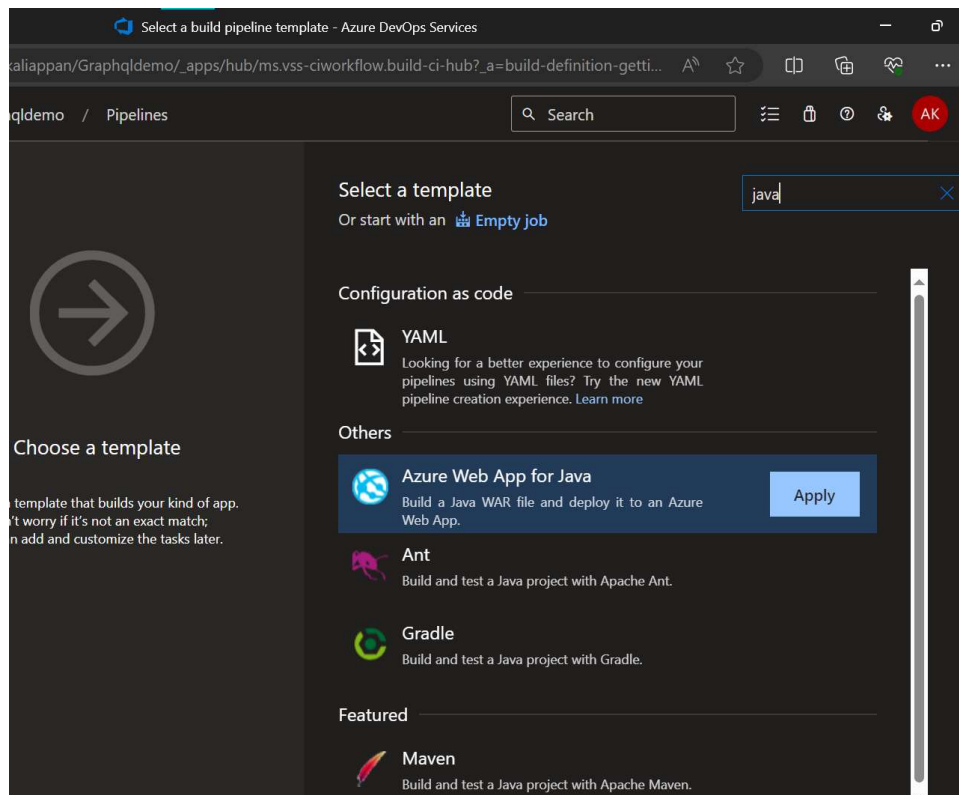 Select a build pipeline template - Azure DevOps Services
kaliappan/Graphqldemo/_apps/hub/ms.vss-ciworkflow.build-ci-hub?_a=build-definition-getti...
qldemo / Pipelines
Search
AK
Select a template
java
Or start with an Empty job
Configuration as code
YAML
Looking for a better experience to configure your
pipelines using YAML files? Try the new YAML
pipeline creation experience. Learn more
Others
Choose a template
template that builds your kind of app.
't worry if it's not an exact match;
n add and customize the tasks later.
Azure Web App for Java
Build a Java WAR file and deploy it to an Azure
Web App.
Apply
Ant
Build and test a Java project with Apache Ant.
Gradle
Build and test a Java project with Gradle.
Featured
Maven
Build and test a Java project with Apache Maven.